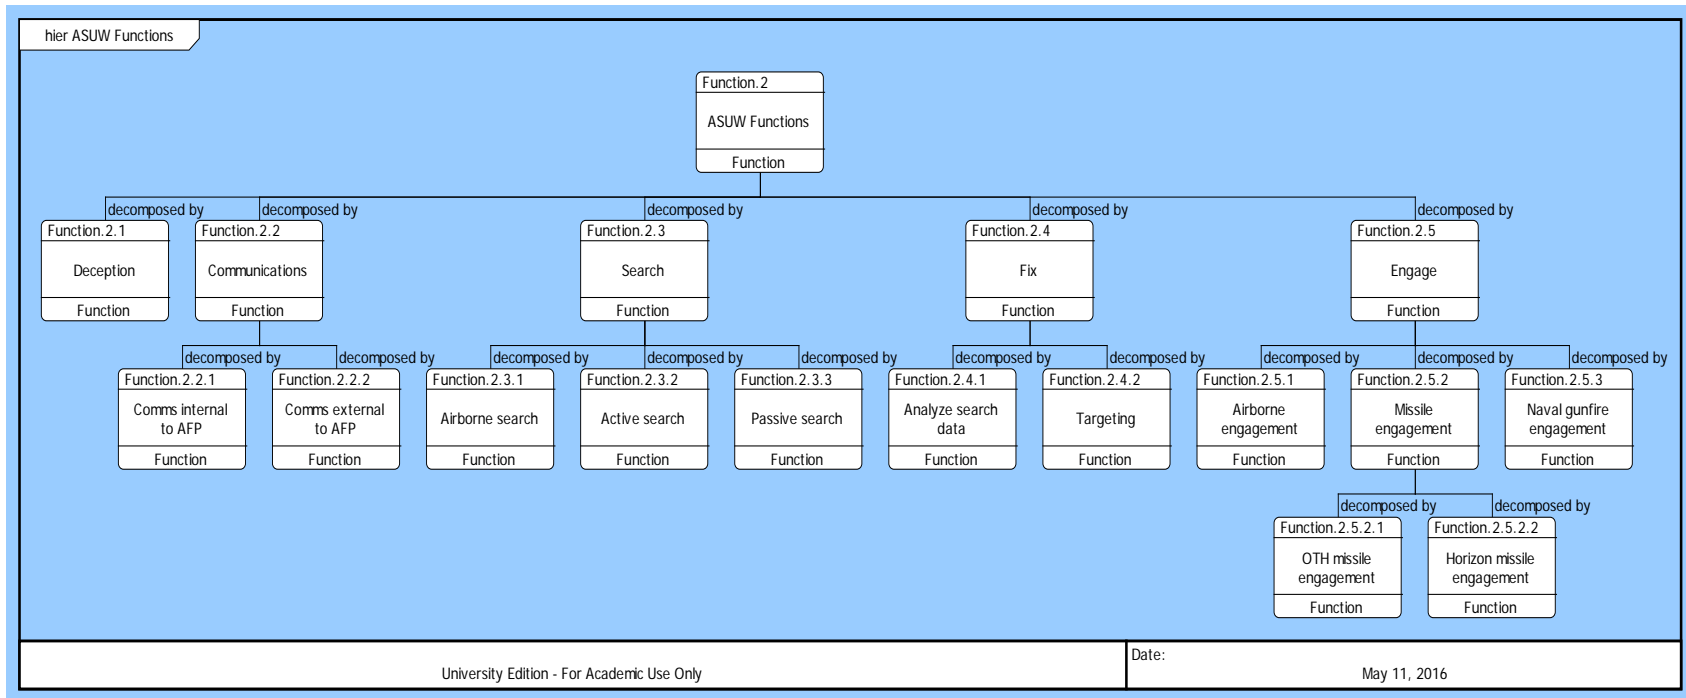 hier ASUW Functions
Function.2
ASUW Functions
Function
decomposed by
decomposed by
decomposed by
decomposed by
decomposed by
Function.2.1
Deception
Function
Function.2.2
Communications
Function
Function.2.3
Search
Function
Function.2.4
Fix
Function
Function.2.5
Engage
Function
decomposed by
decomposed by
decomposed by
decomposed by
decomposed by
decomposed by
decomposed by
decomposed by
decomposed by
decomposed by
Function.2.2.1
Comms internal
to AFP
Function
Function.2.2.2
Comms external
to AFP
Function
Function.2.3.1
Airborne search
Function
Function.2.3.2
Active search
Function
Function.2.3.3
Passive search
Function
Function.2.4.1
Analyze search
data
Function
Function.2.4.2
Targeting
Function
Function.2.5.1
Airborne
engagement
Function
Function.2.5.2
Missile
engagement
Function
Function.2.5.3
Naval gunfire
engagement
Function
decomposed by
decomposed by
Function.2.5.2.1
OTH missile
engagement
Function
Function.2.5.2.2
Horizon missile
engagement
Function
University Edition - For Academic Use Only
Date:
May 11, 2016